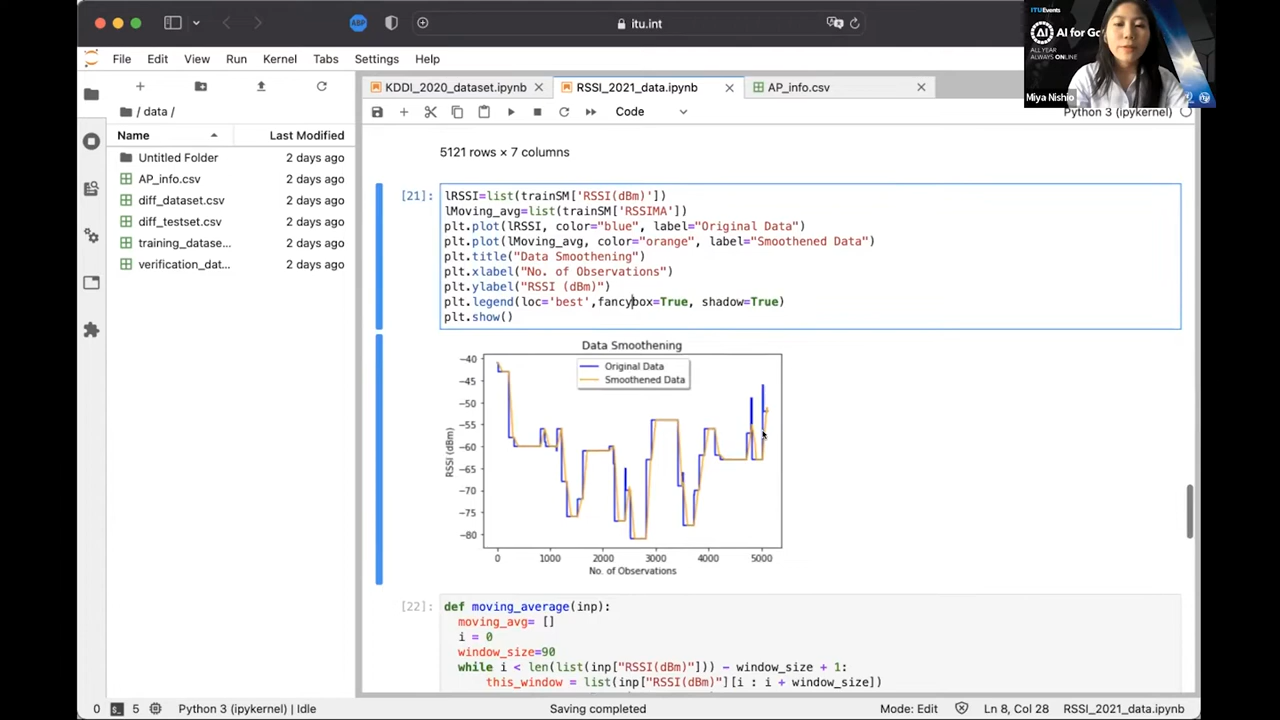 itu.int
ITUEvents
AI for Go
ALL YEAR
ALWAYS ONLINE
Miya Nishio
File Edit View Run Kernel Tabs Settings Help
KDDI_2020_dataset.ipynb
RSSI_2021_data.ipynb
AP_info.csv
Code
Python 3 (ipykernel)
/ data /
Name
Last Modified
Untitled Folder 2 days ago
AP_info.csv 2 days ago
diff_dataset.csv 2 days ago
diff_testset.csv 2 days ago
training_datase... 2 days ago
verification_dat... 2 days ago
5121 rows × 7 columns
[21]:
lRSSI=list(trainSM['RSSI(dBm)'])
lMoving_avg=list(trainSM['RSSIMA'])
plt.plot(lRSSI, color="blue", label="Original Data")
plt.plot(lMoving_avg, color="orange", label="Smoothened Data")
plt.title("Data Smoothening")
plt.xlabel("No. of Observations")
plt.ylabel("RSSI (dBm)")
plt.legend(loc='best',fancybox=True, shadow=True)
plt.show()
Data Smoothening
Original Data
Smoothened Data
RSSI (dBm)
-40
-45
-50
-55
-60
-65
-70
-75
-80
0 1000 2000 3000 4000 5000
No. of Observations
[22]:
def moving_average(inp):
moving_avg= []
i = 0
window_size=90
while i < len(list(inp["RSSI(dBm)"])) - window_size + 1:
this_window = list(inp["RSSI(dBm)"][i : i + window_size])
0 5 Python 3 (ipykernel) | Idle
Saving completed
Mode: Edit
Ln 8, Col 28
RSSI_2021_data.ipynb